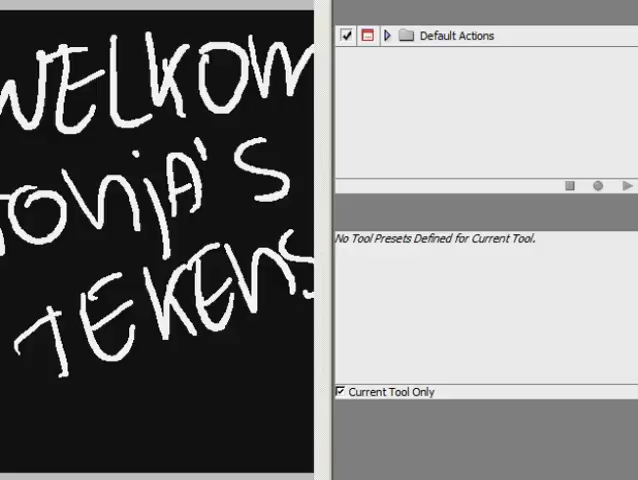 WELKOM
TONjA'S
TEKENS
Default Actions
No Tool Presets Defined for Current Tool.
Current Tool Only